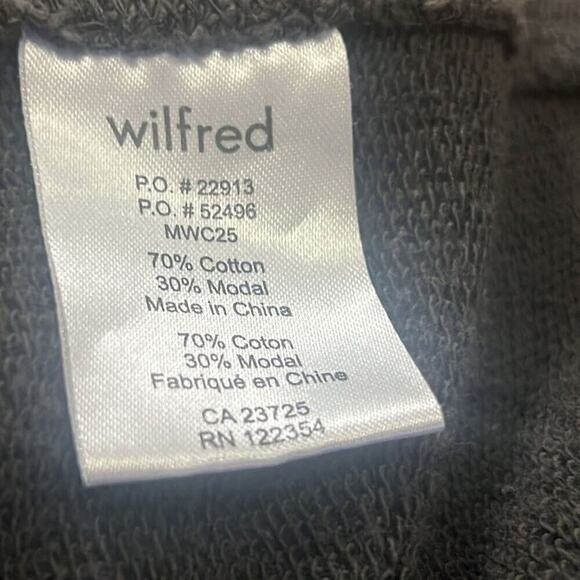 wilfred
P.O. # 22913
P.O. # 52496
MWC25
70% Cotton
30% Modal
Made in China
70% Coton
30% Modal
Fabriqué en Chine
CA 23725
RN 122354